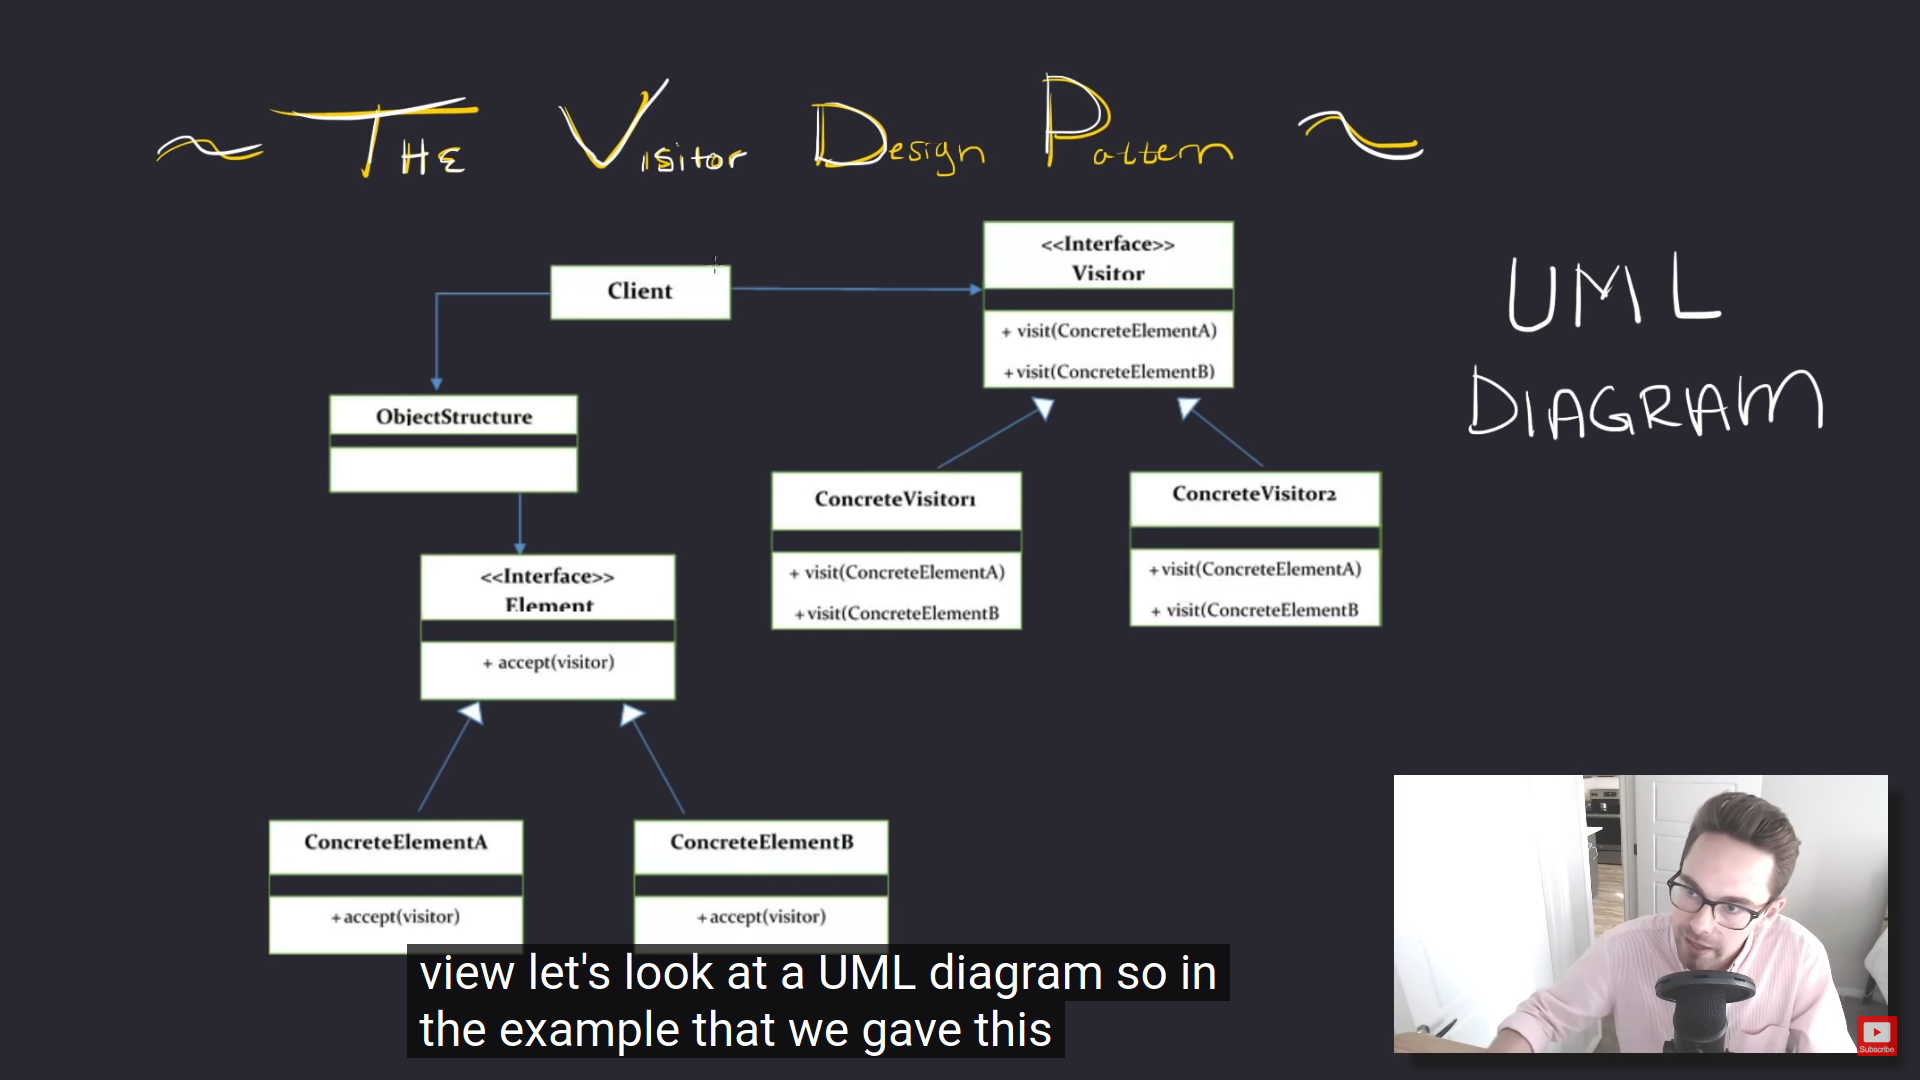 ~ THE Visitor Design Pattern ~
UML
DIAGRAM
Client
<<Interface>>
Visitor
+ visit(ConcreteElementA)
+visit(ConcreteElementB)
ObjectStructure
ConcreteVisitor1
+ visit(ConcreteElementA)
+visit(ConcreteElementB
ConcreteVisitor2
+visit(ConcreteElementA)
+ visit(ConcreteElementB
<<Interface>>
Element
+ accept(visitor)
ConcreteElementA
+accept(visitor)
ConcreteElementB
+accept(visitor)
view let's look at a UML diagram so in
the example that we gave this
Subscribe